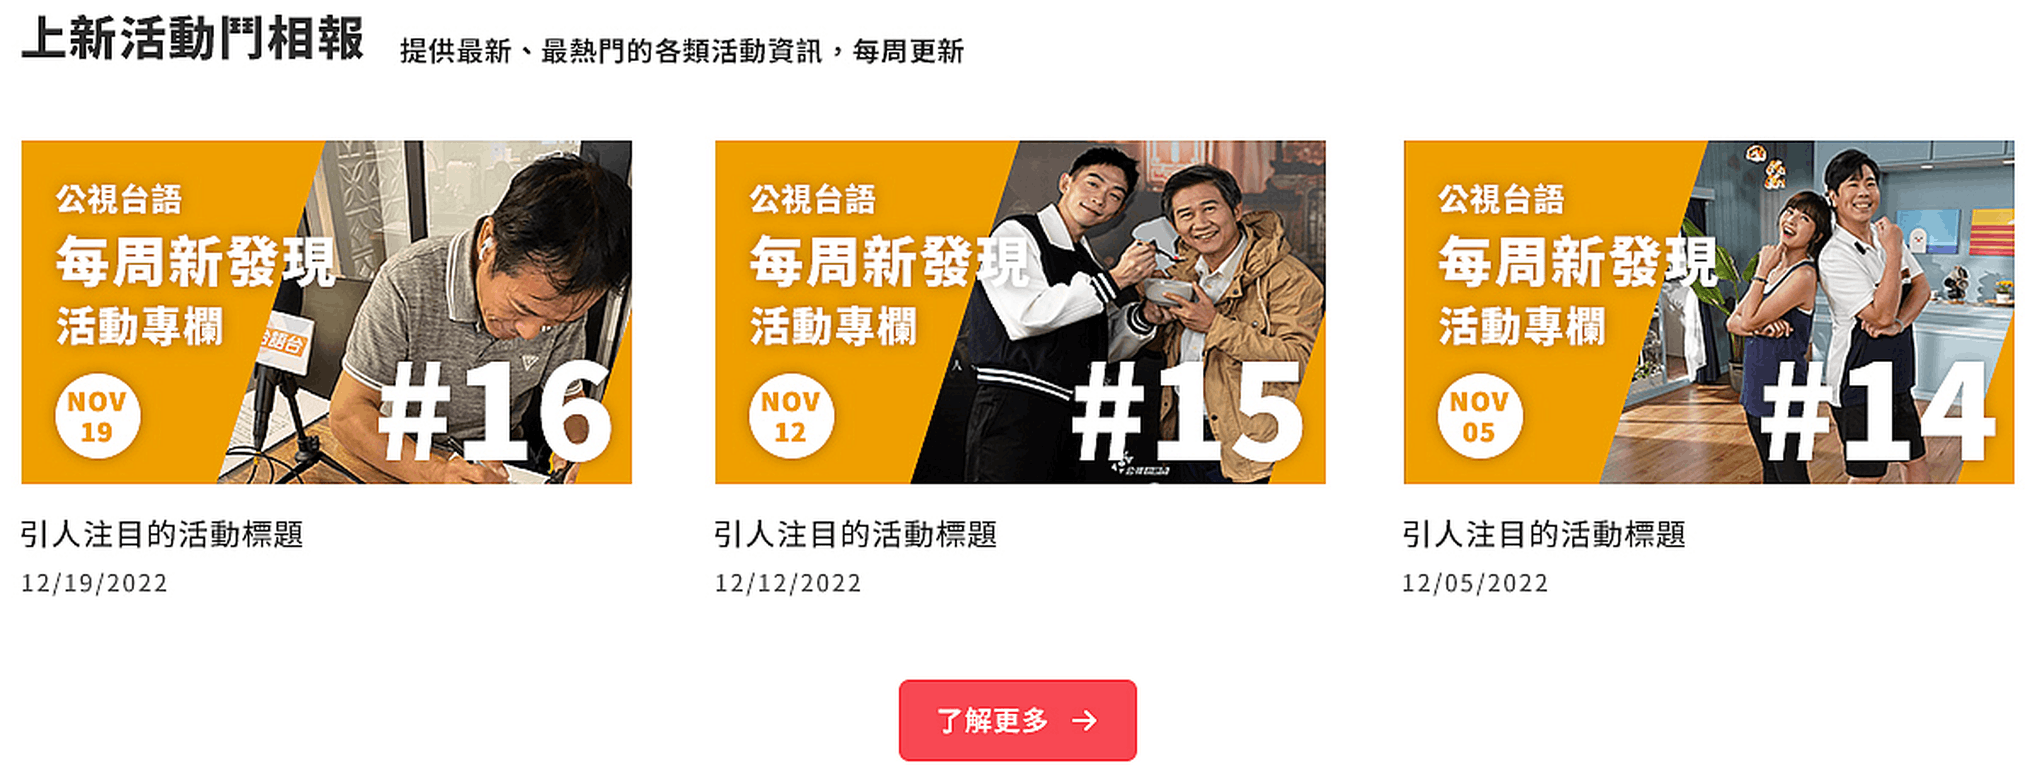 上新活動鬥相報
提供最新、最熱門的各類活動資訊，每周更新
公視台語
每周新發現
活動專欄
NOV
19
台語台
#16
引人注目的活動標題
12/19/2022
公視台語
每周新發現
活動專欄
NOV
12
#15
引人注目的活動標題
12/12/2022
公視台語
每周新發現
活動專欄
NOV
05
#14
引人注目的活動標題
12/05/2022
了解更多 →